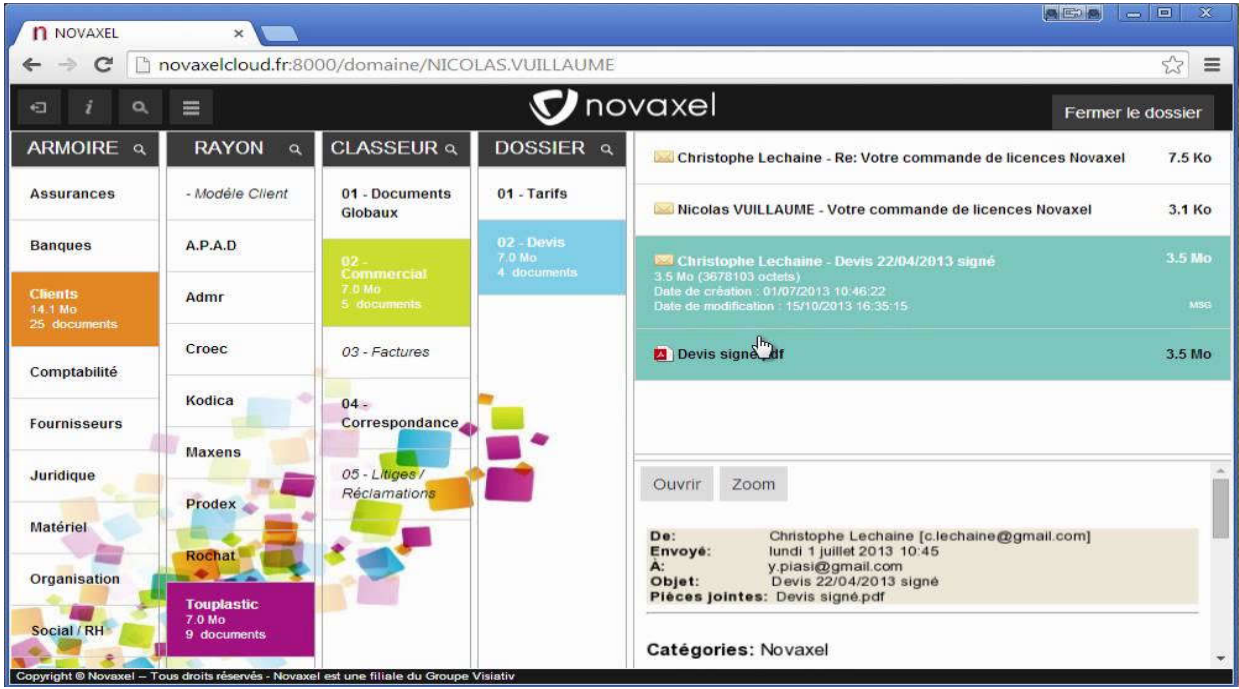 NOVAXEL
novaxelcloud.fr:8000/domaine/NICOLAS.VUILLAUME
novaxel
Fermer le dossier
ARMOIRE
Assurances
Banques
Clients
14.1 Mo
25 documents
Comptabilité
Fournisseurs
Juridique
Matériel
Organisation
Social / RH
RAYON
- Modèle Client
A.P.A.D
Admr
Croec
Kodica
Maxens
Prodex
Rochat
Touplastic
7.0 Mo
9 documents
CLASSEUR
01 - Documents
Globaux
02 -
Commercial
7.0 Mo
5 documents
03 - Factures
04 -
Correspondance
05 - Litiges /
Réclamations
DOSSIER
01 - Tarifs
02 - Devis
7.0 Mo
4 documents
Christophe Lechaine - Re: Votre commande de licences Novaxel 7.5 Ko
Nicolas VUILLAUME - Votre commande de licences Novaxel 3.1 Ko
Christophe Lechaine - Devis 22/04/2013 signé 3.5 Mo
3.5 Mo (3678103 octets)
Date de création : 01/07/2013 10:46:22
Date de modification : 15/10/2013 16:35:15 MSG
Devis signé.pdf 3.5 Mo
Ouvrir Zoom
De: Christophe Lechaine [c.lechaine@gmail.com]
Envoyé: lundi 1 juillet 2013 10:45
À: y.piasi@gmail.com
Objet: Devis 22/04/2013 signé
Pièces jointes: Devis signé.pdf
Catégories: Novaxel
Copyright © Novaxel – Tous droits réservés - Novaxel est une filiale du Groupe Visiativ